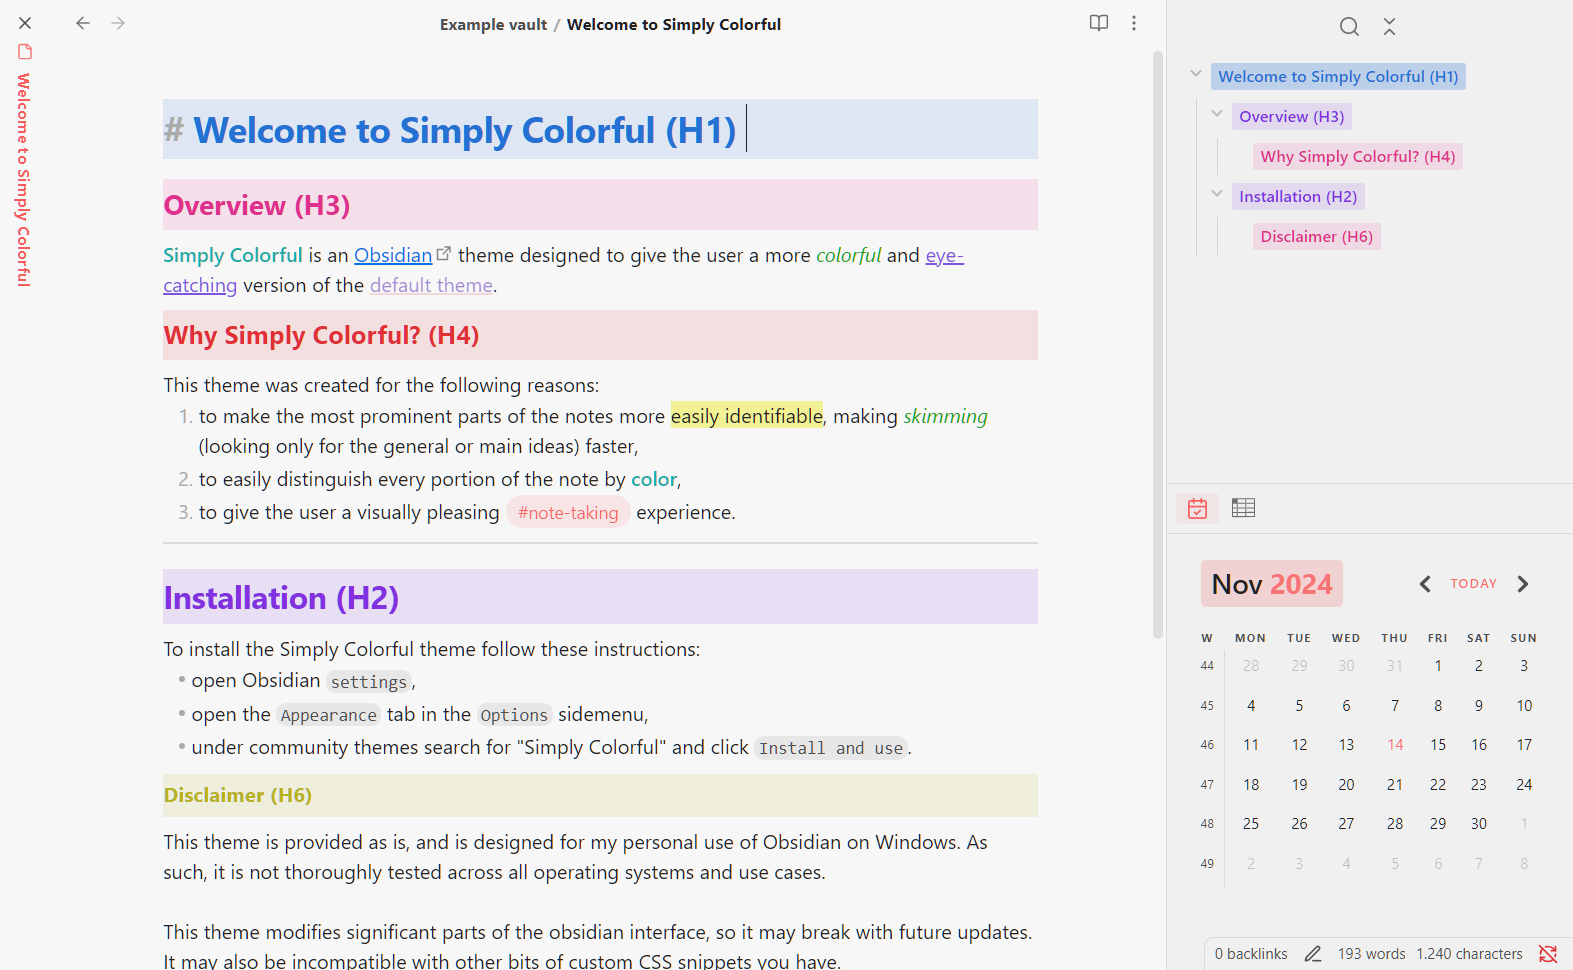 Welcome to Simply Colorful
Example vault / Welcome to Simply Colorful
# Welcome to Simply Colorful (H1)
Overview (H3)
Simply Colorful is an Obsidian theme designed to give the user a more colorful and eye-
catching version of the default theme.
Why Simply Colorful? (H4)
This theme was created for the following reasons:
1. to make the most prominent parts of the notes more easily identifiable, making skimming
(looking only for the general or main ideas) faster,
2. to easily distinguish every portion of the note by color,
3. to give the user a visually pleasing #note-taking experience.
Installation (H2)
To install the Simply Colorful theme follow these instructions:
• open Obsidian settings,
• open the Appearance tab in the Options sidemenu,
• under community themes search for "Simply Colorful" and click Install and use.
Disclaimer (H6)
This theme is provided as is, and is designed for my personal use of Obsidian on Windows. As
such, it is not thoroughly tested across all operating systems and use cases.
This theme modifies significant parts of the obsidian interface, so it may break with future updates.
It may also be incompatible with other bits of custom CSS snippets you have.
Welcome to Simply Colorful (H1)
Overview (H3)
Why Simply Colorful? (H4)
Installation (H2)
Disclaimer (H6)
Nov 2024
TODAY
W MON TUE WED THU FRI SAT SUN
44 28 29 30 31 1 2 3
45 4 5 6 7 8 9 10
46 11 12 13 14 15 16 17
47 18 19 20 21 22 23 24
48 25 26 27 28 29 30 1
49 2 3 4 5 6 7 8
0 backlinks 193 words 1.240 characters